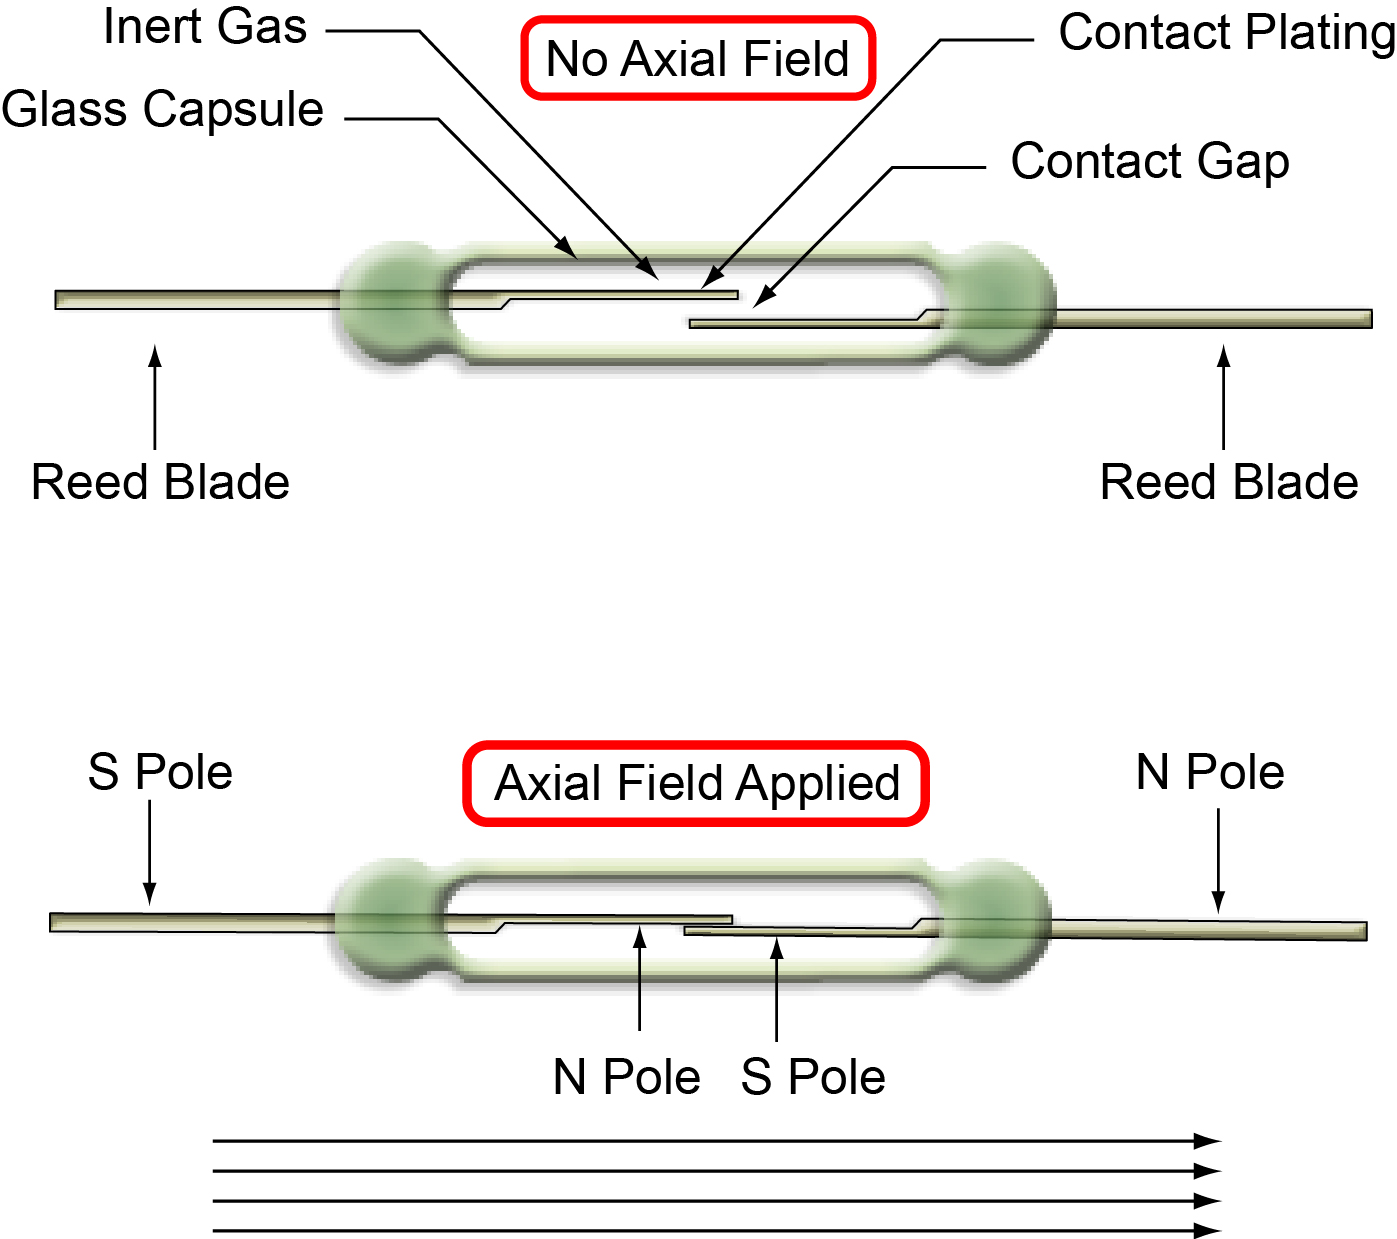 Inert Gas
No Axial Field
Contact Plating
Glass Capsule
Contact Gap
Reed Blade
Reed Blade
S Pole
Axial Field Applied
N Pole
N Pole
S Pole